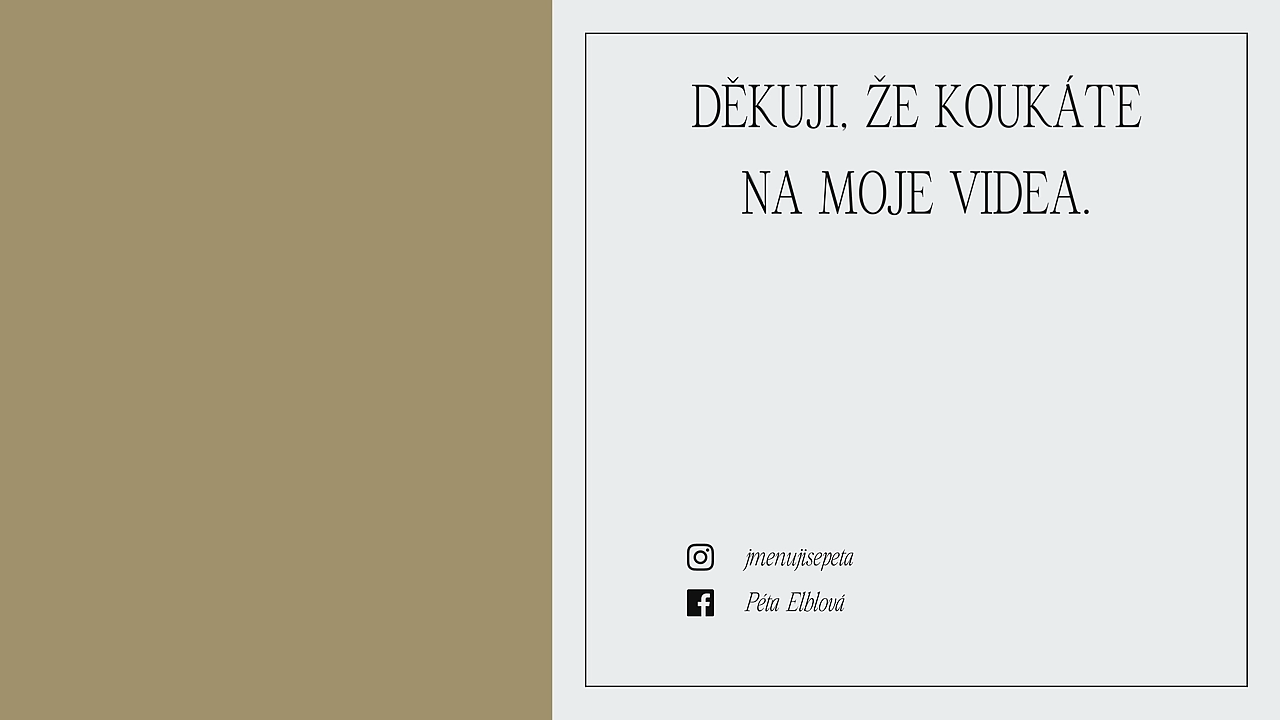 DĚKUJI, ŽE KOUKÁTE
NA MOJE VIDEA.
jmenujisepeta
Péta Elblová